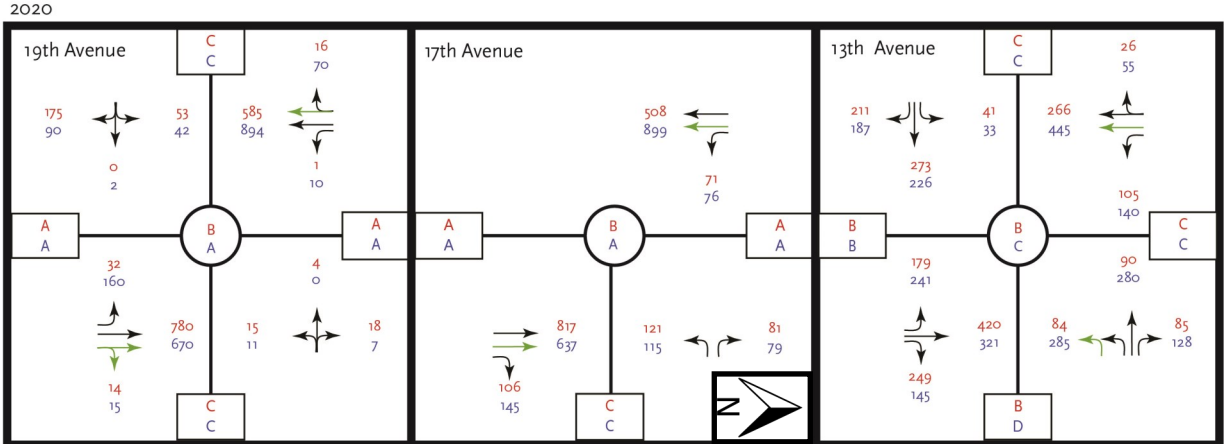 2020
19th Avenue
C
C
16
70
175
90
53
42
585
894
0
2
1
10
A
A
B
A
A
A
32
160
4
0
780
670
15
11
18
7
14
15
C
C
17th Avenue
508
899
71
76
A
A
B
A
A
A
817
637
121
115
81
79
106
145
C
C
N
13th Avenue
C
C
26
55
211
187
41
33
266
445
273
226
105
140
B
B
B
C
C
C
179
241
90
280
420
321
84
285
85
128
249
145
B
D